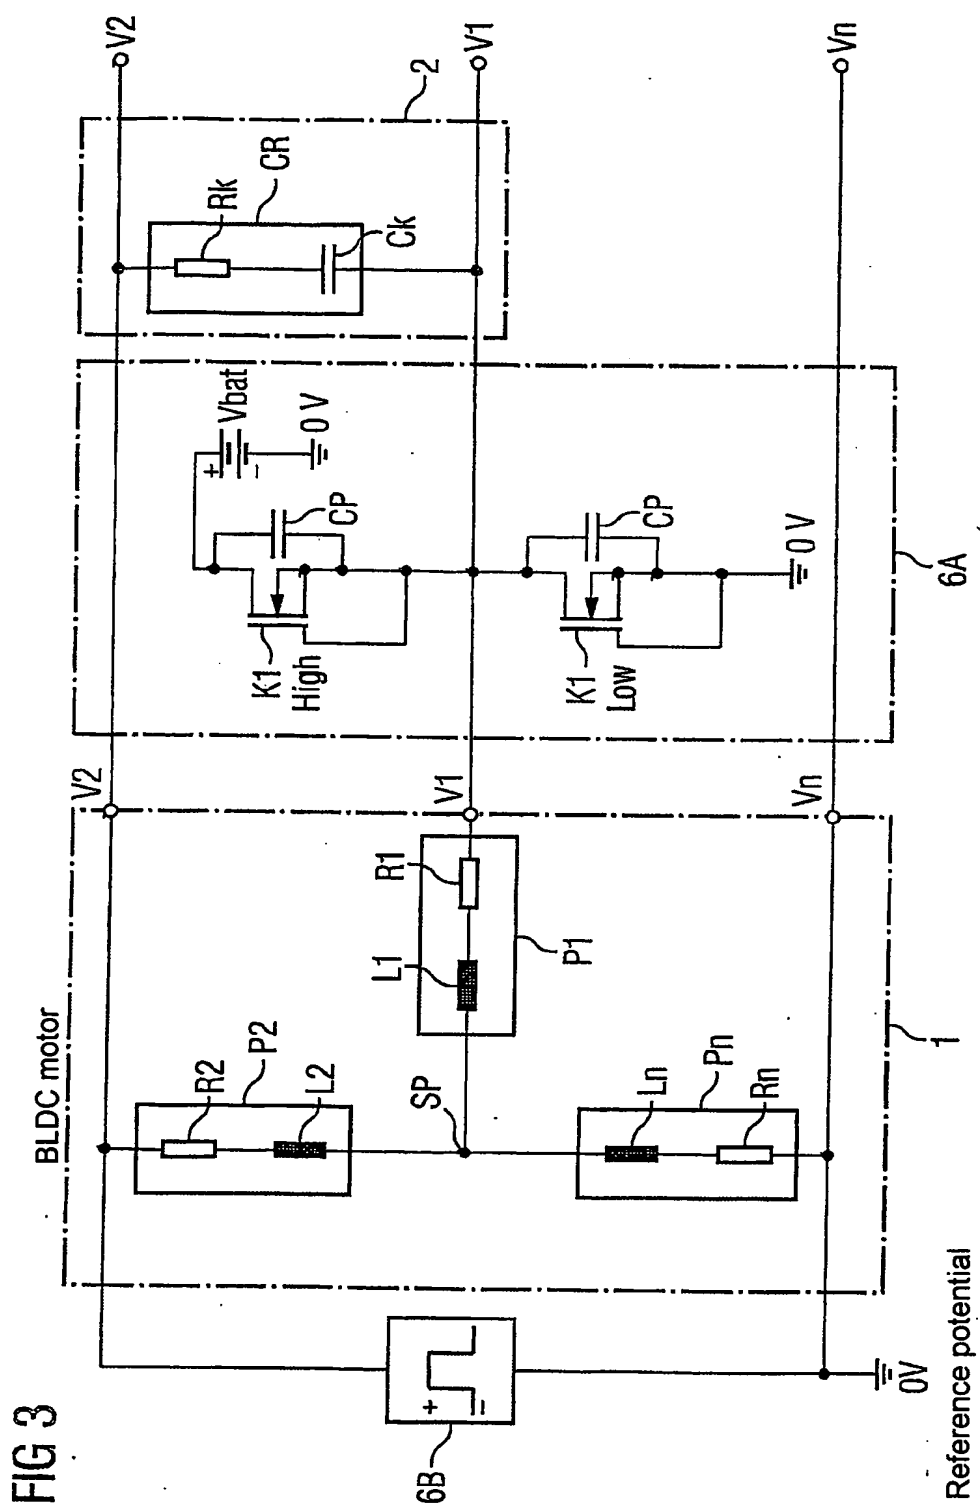 FIG 3
BLDC motor
V2
V2
6B
+
−
R2
P2
L2
SP
L1
R1
P1
V1
V1
Ln
Pn
Rn
Vn
Vn
1
0V
Reference potential
K1
High
CP
+
−
Vbat
0 V
K1
Low
CP
0 V
6A
Rk
CR
Ck
2